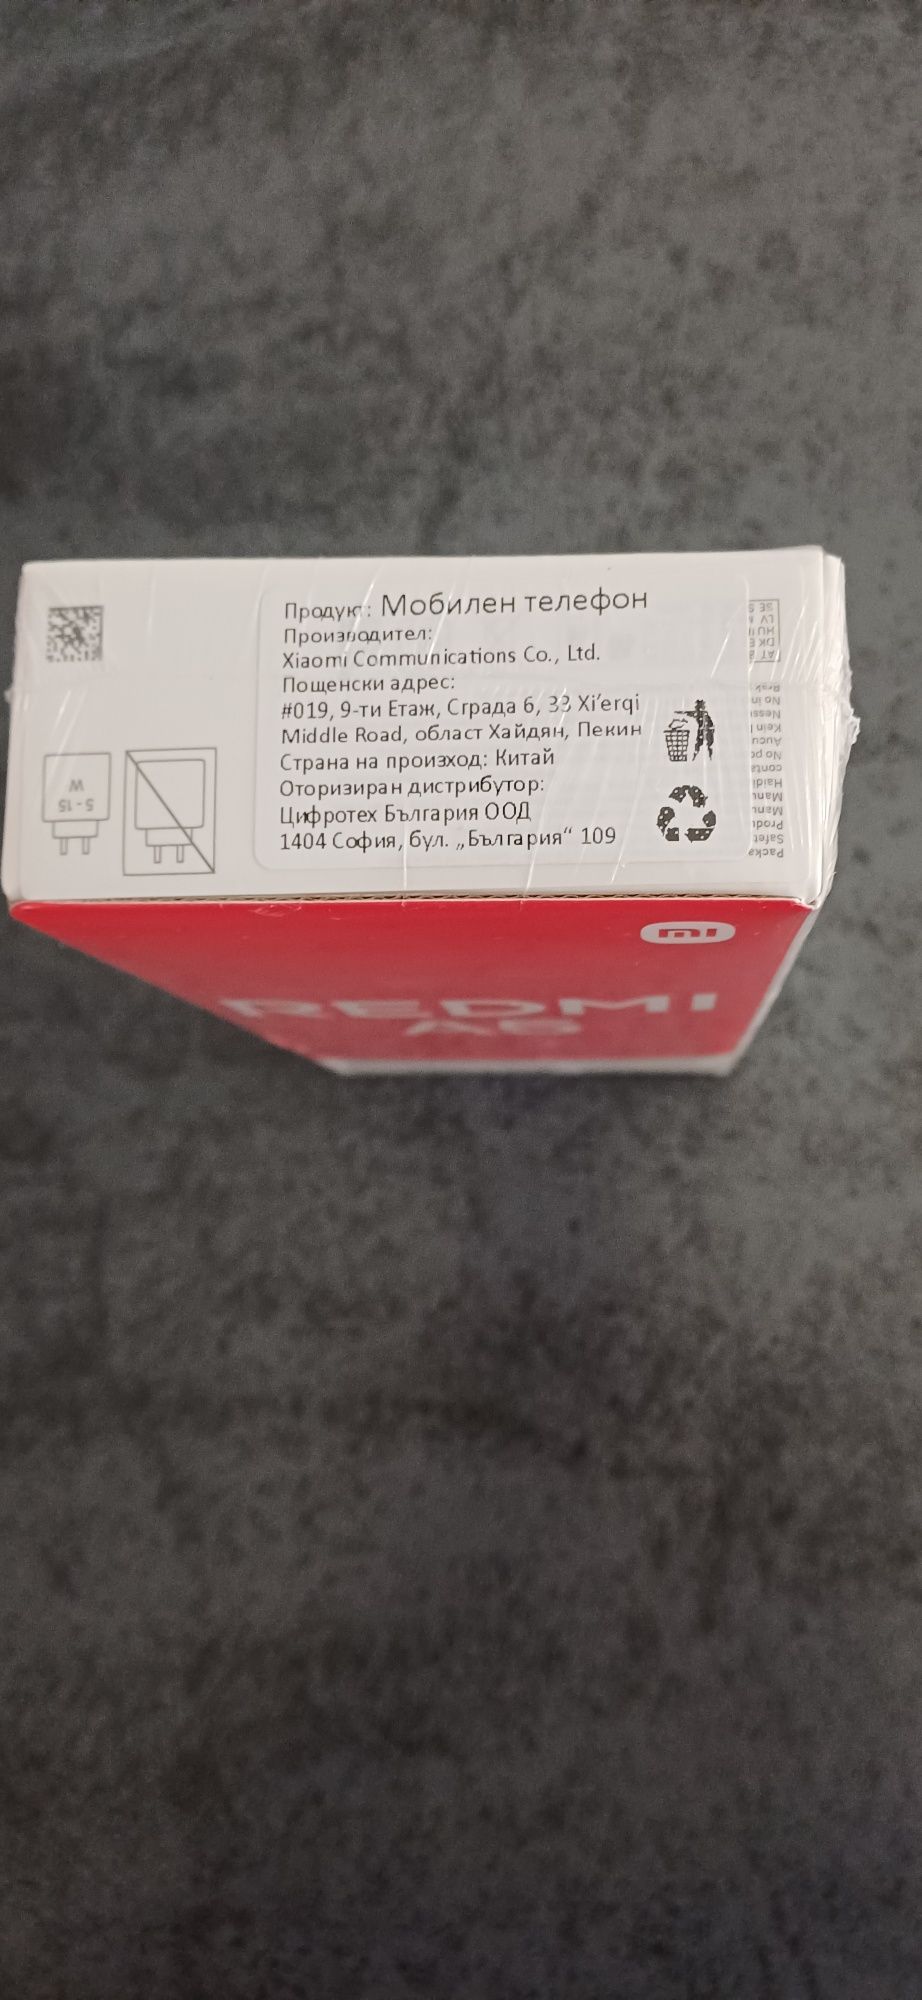 Продукт: Мобилен телефон
Производител:
Xiaomi Communications Co., Ltd.
Пощенски адрес:
#019, 9-ти Етаж, Сграда 6, 33 Xi’erqi
Middle Road, област Хайдян, Пекин
Страна на произход: Китай
Оторизиран дистрибутор:
Цифротех България ООД
1404 София, бул. „България“ 109
5 - 15
W
mi
REDMI
A5